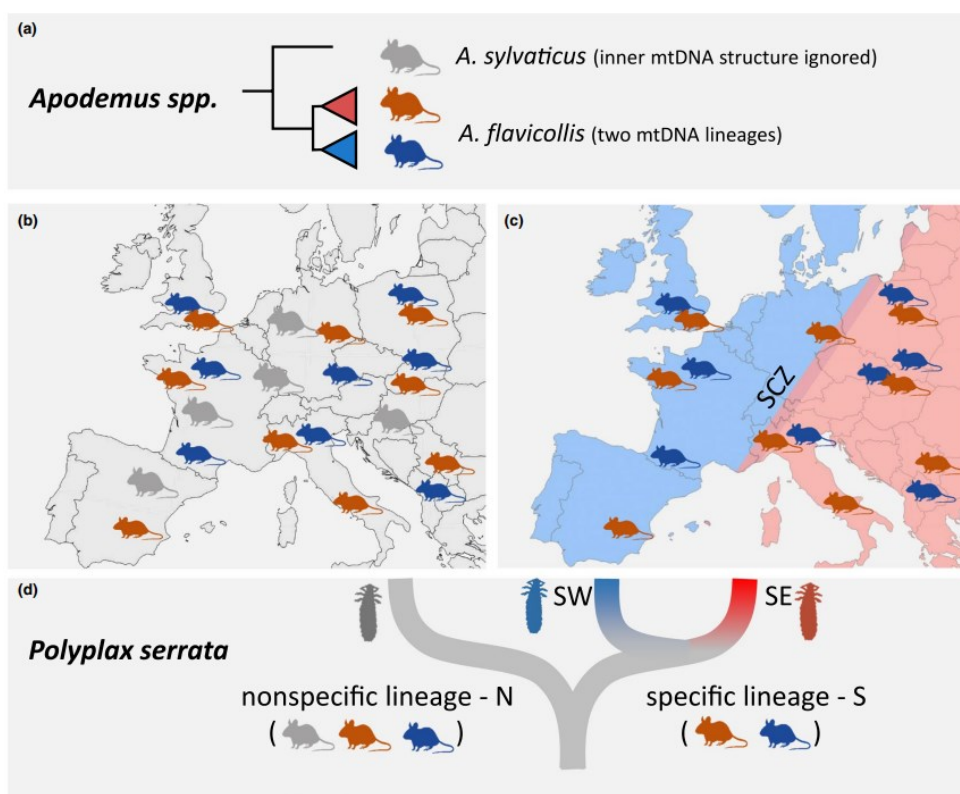 (a)
A. sylvaticus (inner mtDNA structure ignored)
Apodemus spp.
A. flavicollis (two mtDNA lineages)
(b)
(c)
SCZ
(d)
SW
SE
Polyplax serrata
nonspecific lineage - N
( )
specific lineage - S
( )